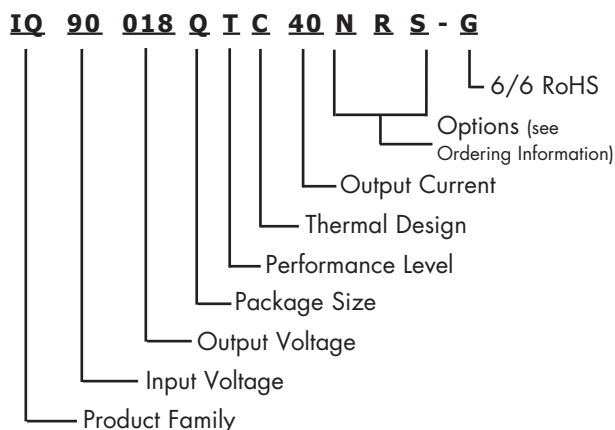 IQ 90 018 Q T C 40 N R S - G
6/6 RoHS
Options (see
Ordering Information)
Output Current
Thermal Design
Performance Level
Package Size
Output Voltage
Input Voltage
Product Family